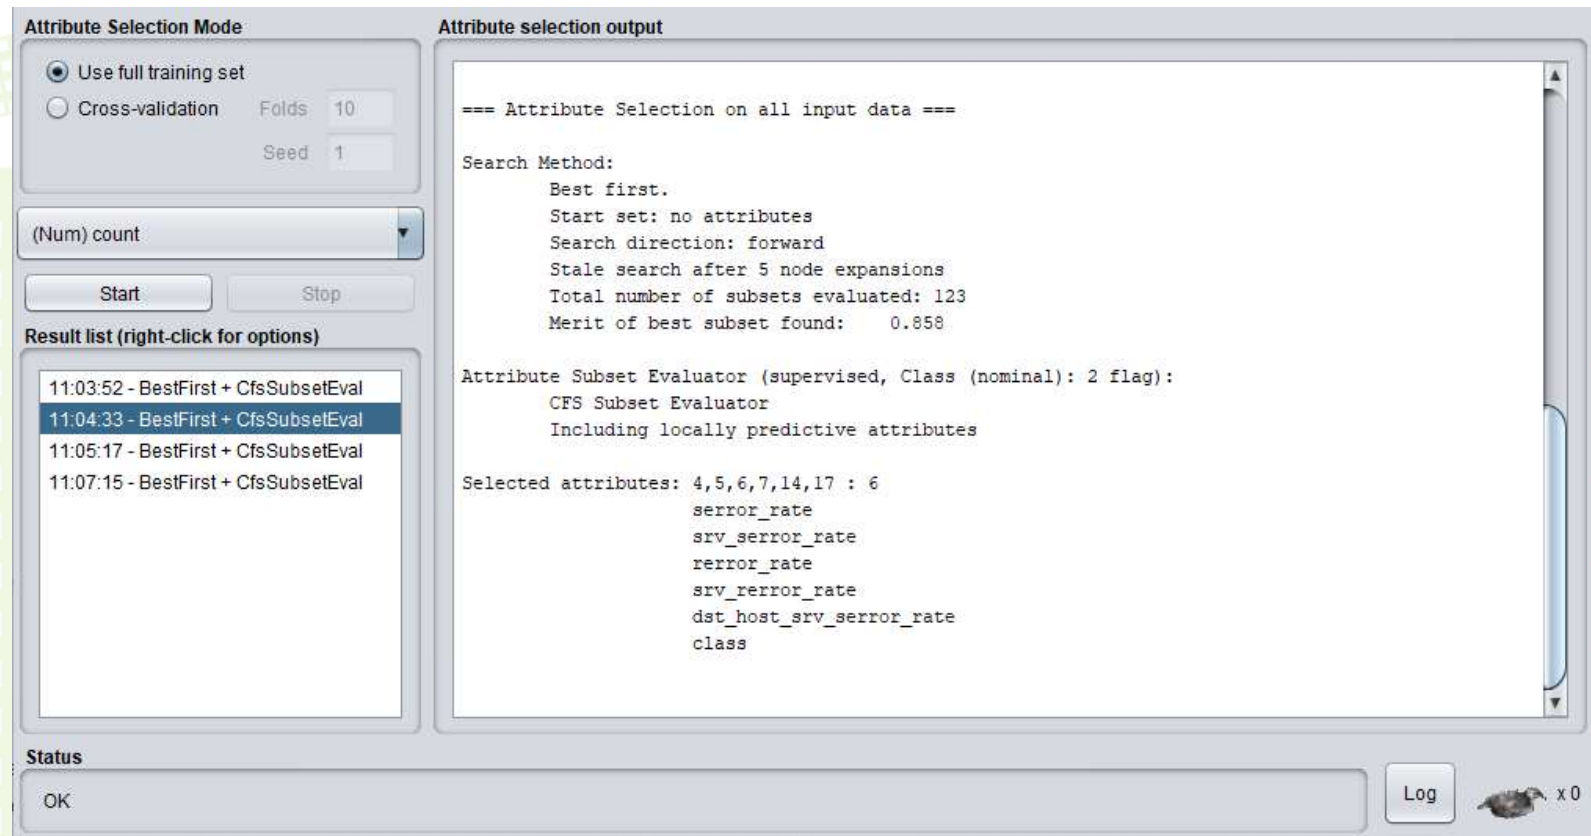 Attribute Selection Mode
Use full training set
Cross-validation Folds 10
Seed 1
(Num) count
Start Stop
Result list (right-click for options)
11:03:52 - BestFirst + CfsSubsetEval
11:04:33 - BestFirst + CfsSubsetEval
11:05:17 - BestFirst + CfsSubsetEval
11:07:15 - BestFirst + CfsSubsetEval
Attribute selection output
=== Attribute Selection on all input data ===
Search Method:
Best first.
Start set: no attributes
Search direction: forward
Stale search after 5 node expansions
Total number of subsets evaluated: 123
Merit of best subset found: 0.858
Attribute Subset Evaluator (supervised, Class (nominal): 2 flag):
CFS Subset Evaluator
Including locally predictive attributes
Selected attributes: 4,5,6,7,14,17 : 6
serror_rate
srv_serror_rate
rerror_rate
srv_rerror_rate
dst_host_srv_serror_rate
class
Status
OK
Log x 0